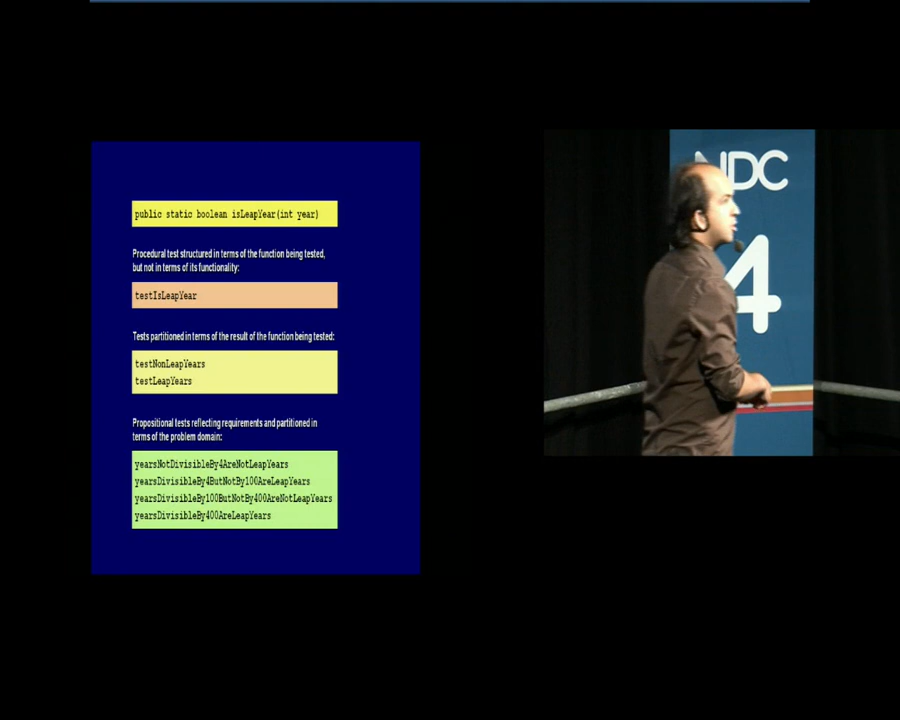 public static boolean isLeapYear(int year)
Procedural test structured in terms of the function being tested,
but not in terms of its functionality:
testIsLeapYear
Tests partitioned in terms of the result of the function being tested:
testNonLeapYears
testLeapYears
Propositional tests reflecting requirements and partitioned in
terms of the problem domain:
yearsNotDivisibleBy4AreNotLeapYears
yearsDivisibleBy4ButNotBy100AreLeapYears
yearsDivisibleBy100ButNotBy400AreNotLeapYears
yearsDivisibleBy400AreLeapYears
NDC
4